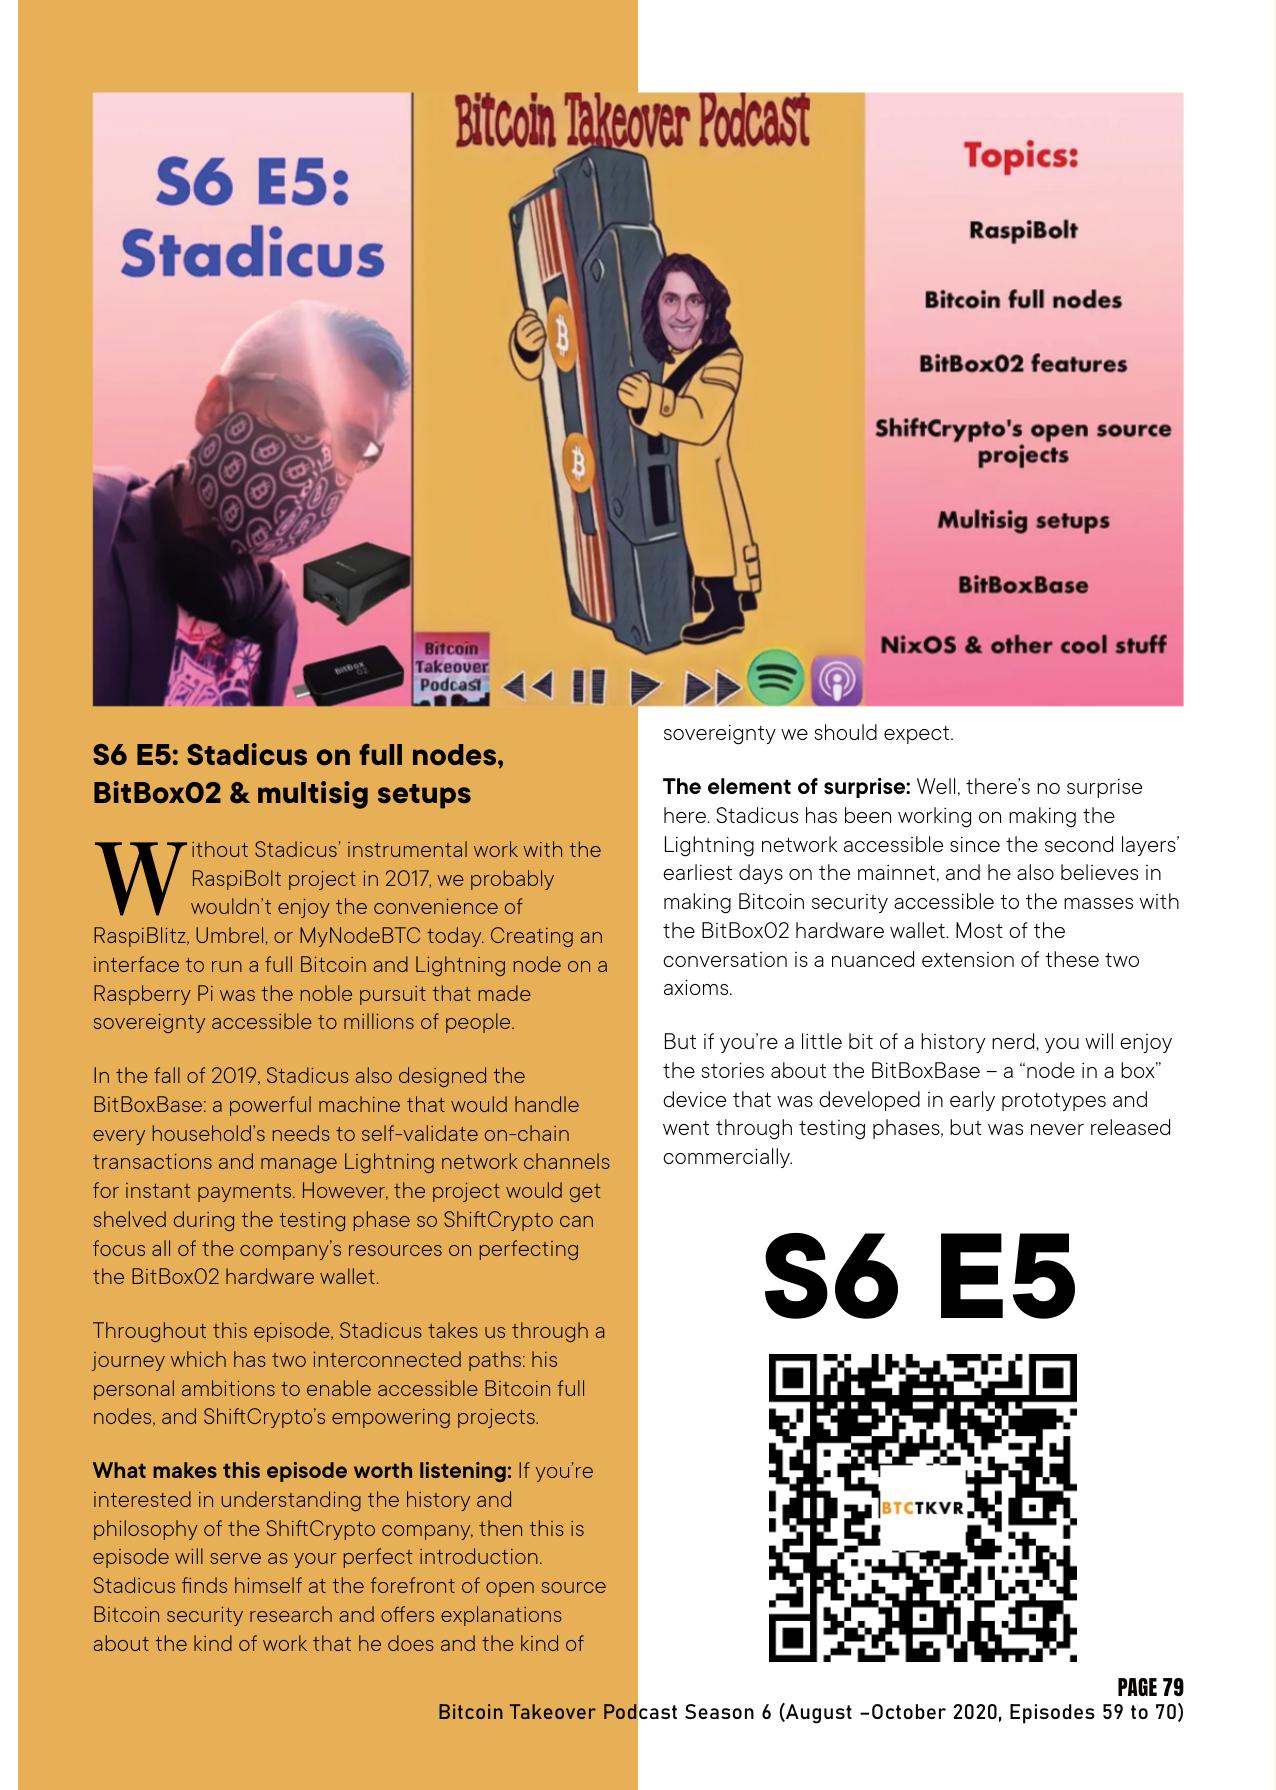 S6 E5:
Stadicus
Bitcoin Takeover Podcast
Bitcoin
Takeover
Podcast
BitBox
02
Topics:
RaspiBolt
Bitcoin full nodes
BitBox02 features
ShiftCrypto's open source
projects
Multisig setups
BitBoxBase
NixOS & other cool stuff
S6 E5: Stadicus on full nodes,
BitBox02 & multisig setups
Without Stadicus’ instrumental work with the
RaspiBolt project in 2017, we probably
wouldn’t enjoy the convenience of
RaspiBlitz, Umbrel, or MyNodeBTC today. Creating an
interface to run a full Bitcoin and Lightning node on a
Raspberry Pi was the noble pursuit that made
sovereignty accessible to millions of people.
In the fall of 2019, Stadicus also designed the
BitBoxBase: a powerful machine that would handle
every household’s needs to self-validate on-chain
transactions and manage Lightning network channels
for instant payments. However, the project would get
shelved during the testing phase so ShiftCrypto can
focus all of the company’s resources on perfecting
the BitBox02 hardware wallet.
Throughout this episode, Stadicus takes us through a
journey which has two interconnected paths: his
personal ambitions to enable accessible Bitcoin full
nodes, and ShiftCrypto’s empowering projects.
What makes this episode worth listening: If you’re
interested in understanding the history and
philosophy of the ShiftCrypto company, then this is
episode will serve as your perfect introduction.
Stadicus finds himself at the forefront of open source
Bitcoin security research and offers explanations
about the kind of work that he does and the kind of
sovereignty we should expect.
The element of surprise: Well, there’s no surprise
here. Stadicus has been working on making the
Lightning network accessible since the second layers’
earliest days on the mainnet, and he also believes in
making Bitcoin security accessible to the masses with
the BitBox02 hardware wallet. Most of the
conversation is a nuanced extension of these two
axioms.
But if you’re a little bit of a history nerd, you will enjoy
the stories about the BitBoxBase – a “node in a box”
device that was developed in early prototypes and
went through testing phases, but was never released
commercially.
S6 E5
BTCTKVR
PAGE 79
Bitcoin Takeover Podcast Season 6 (August –October 2020, Episodes 59 to 70)